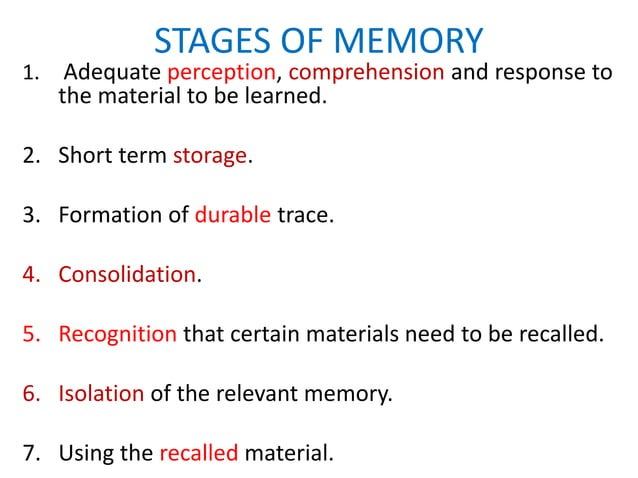 STAGES OF MEMORY
1. Adequate perception, comprehension and response to
the material to be learned.
2. Short term storage.
3. Formation of durable trace.
4. Consolidation.
5. Recognition that certain materials need to be recalled.
6. Isolation of the relevant memory.
7. Using the recalled material.